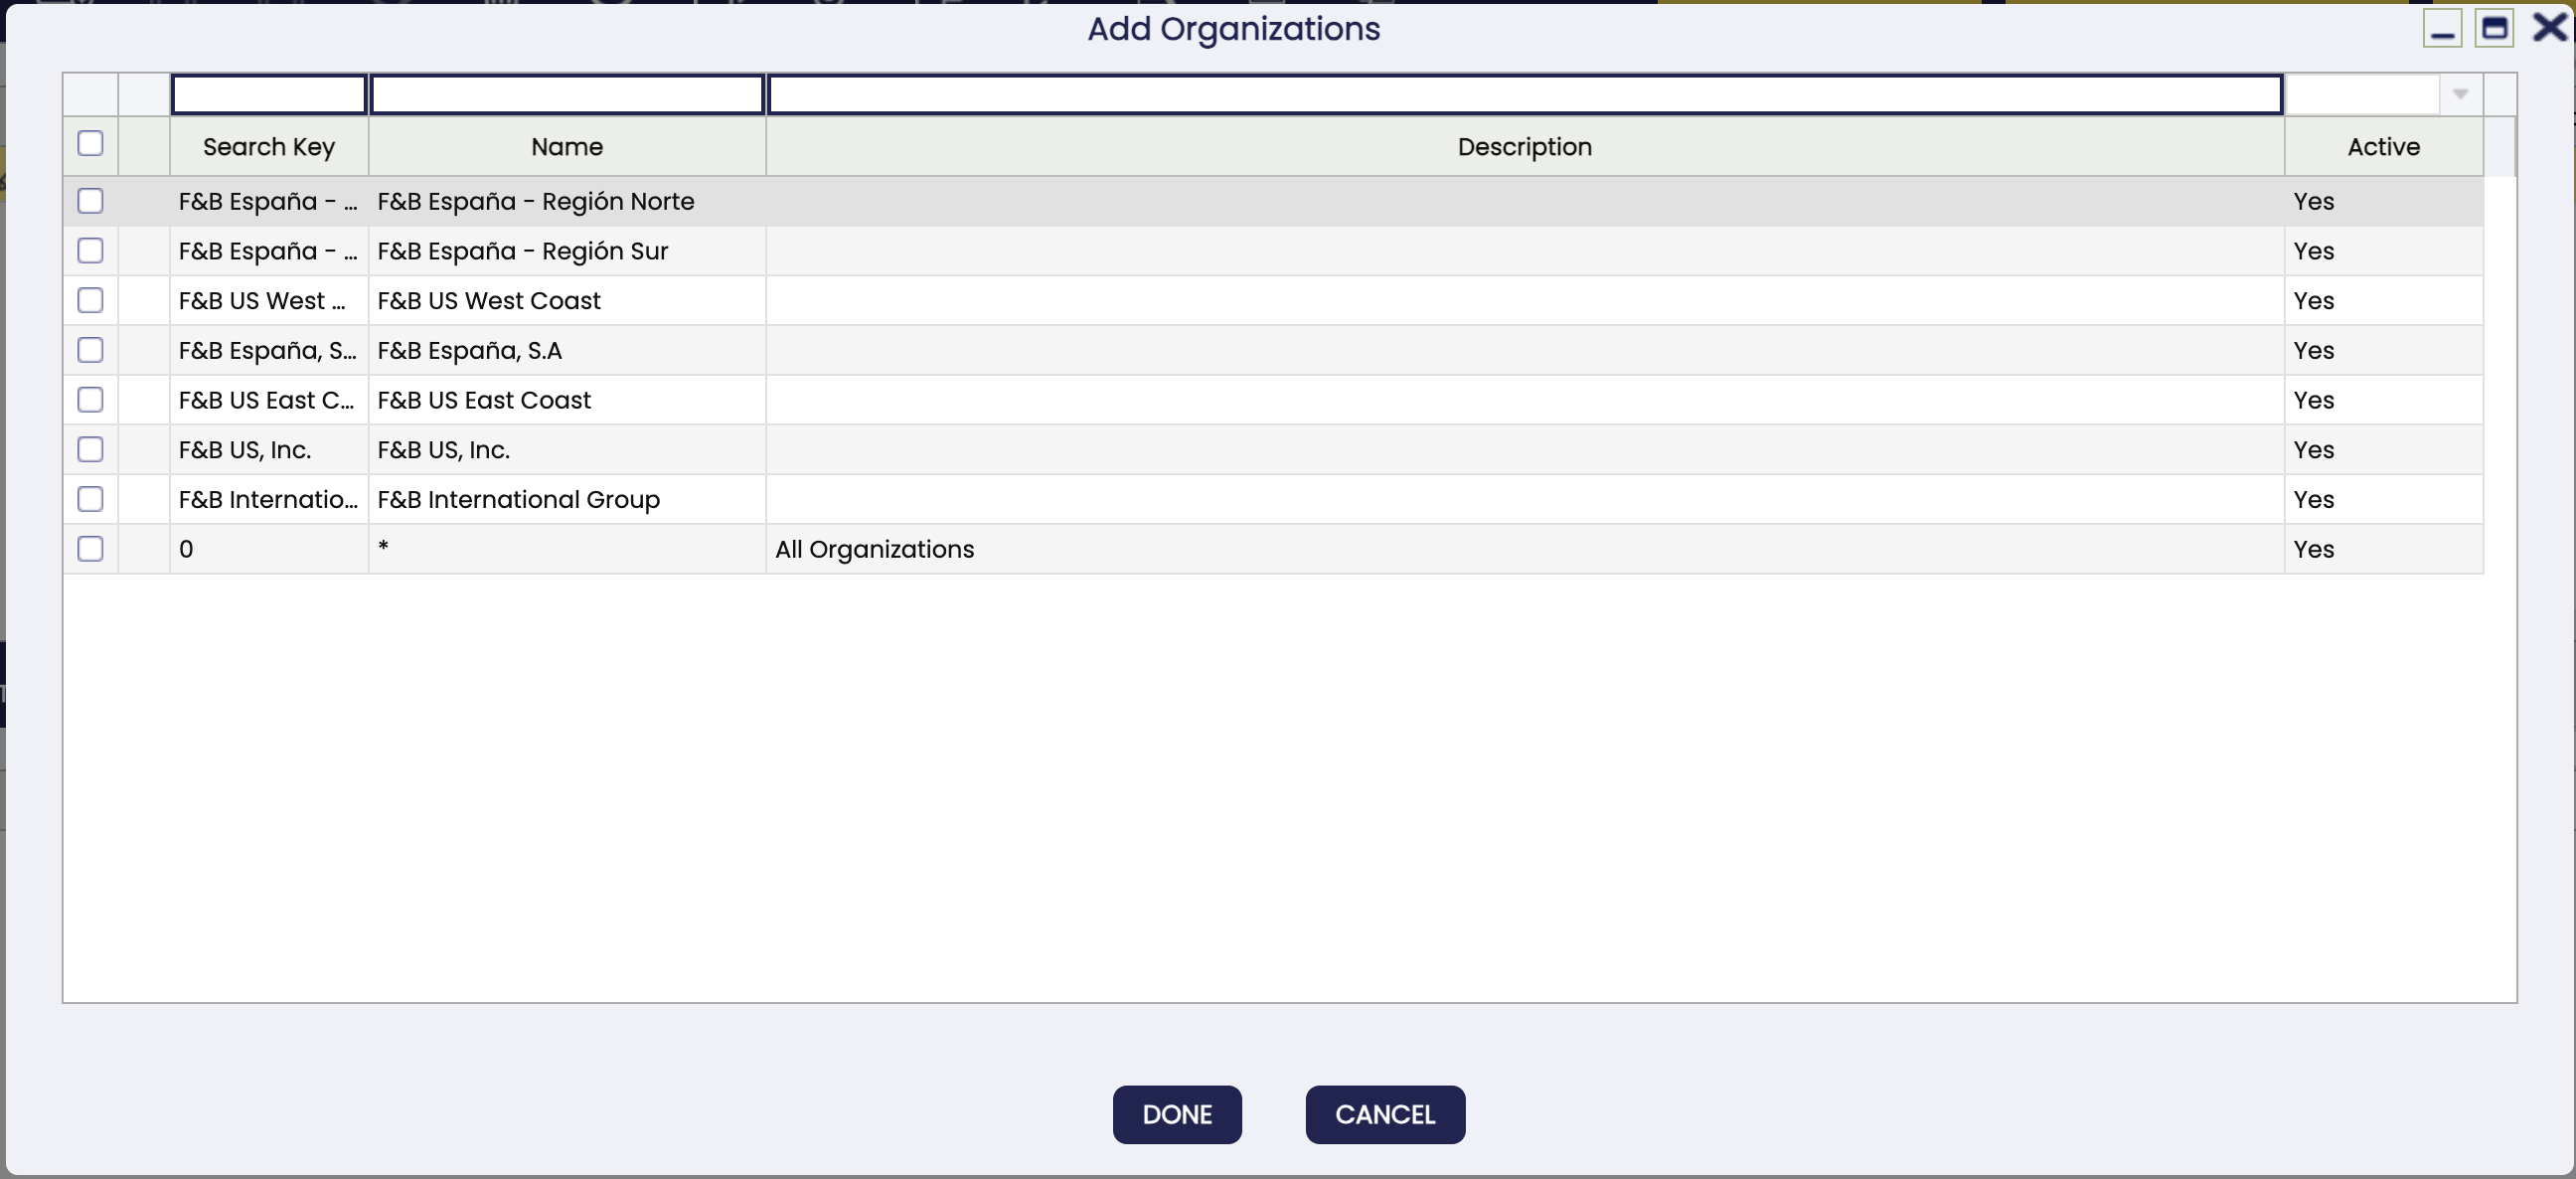 Add Organizations
Search Key Name Description Active
F&B España - ... F&B España - Región Norte Yes
F&B España - ... F&B España - Región Sur Yes
F&B US West ... F&B US West Coast Yes
F&B España, S... F&B España, S.A Yes
F&B US East C... F&B US East Coast Yes
F&B US, Inc. F&B US, Inc. Yes
F&B Internatio... F&B International Group Yes
0 * All Organizations Yes
DONE CANCEL